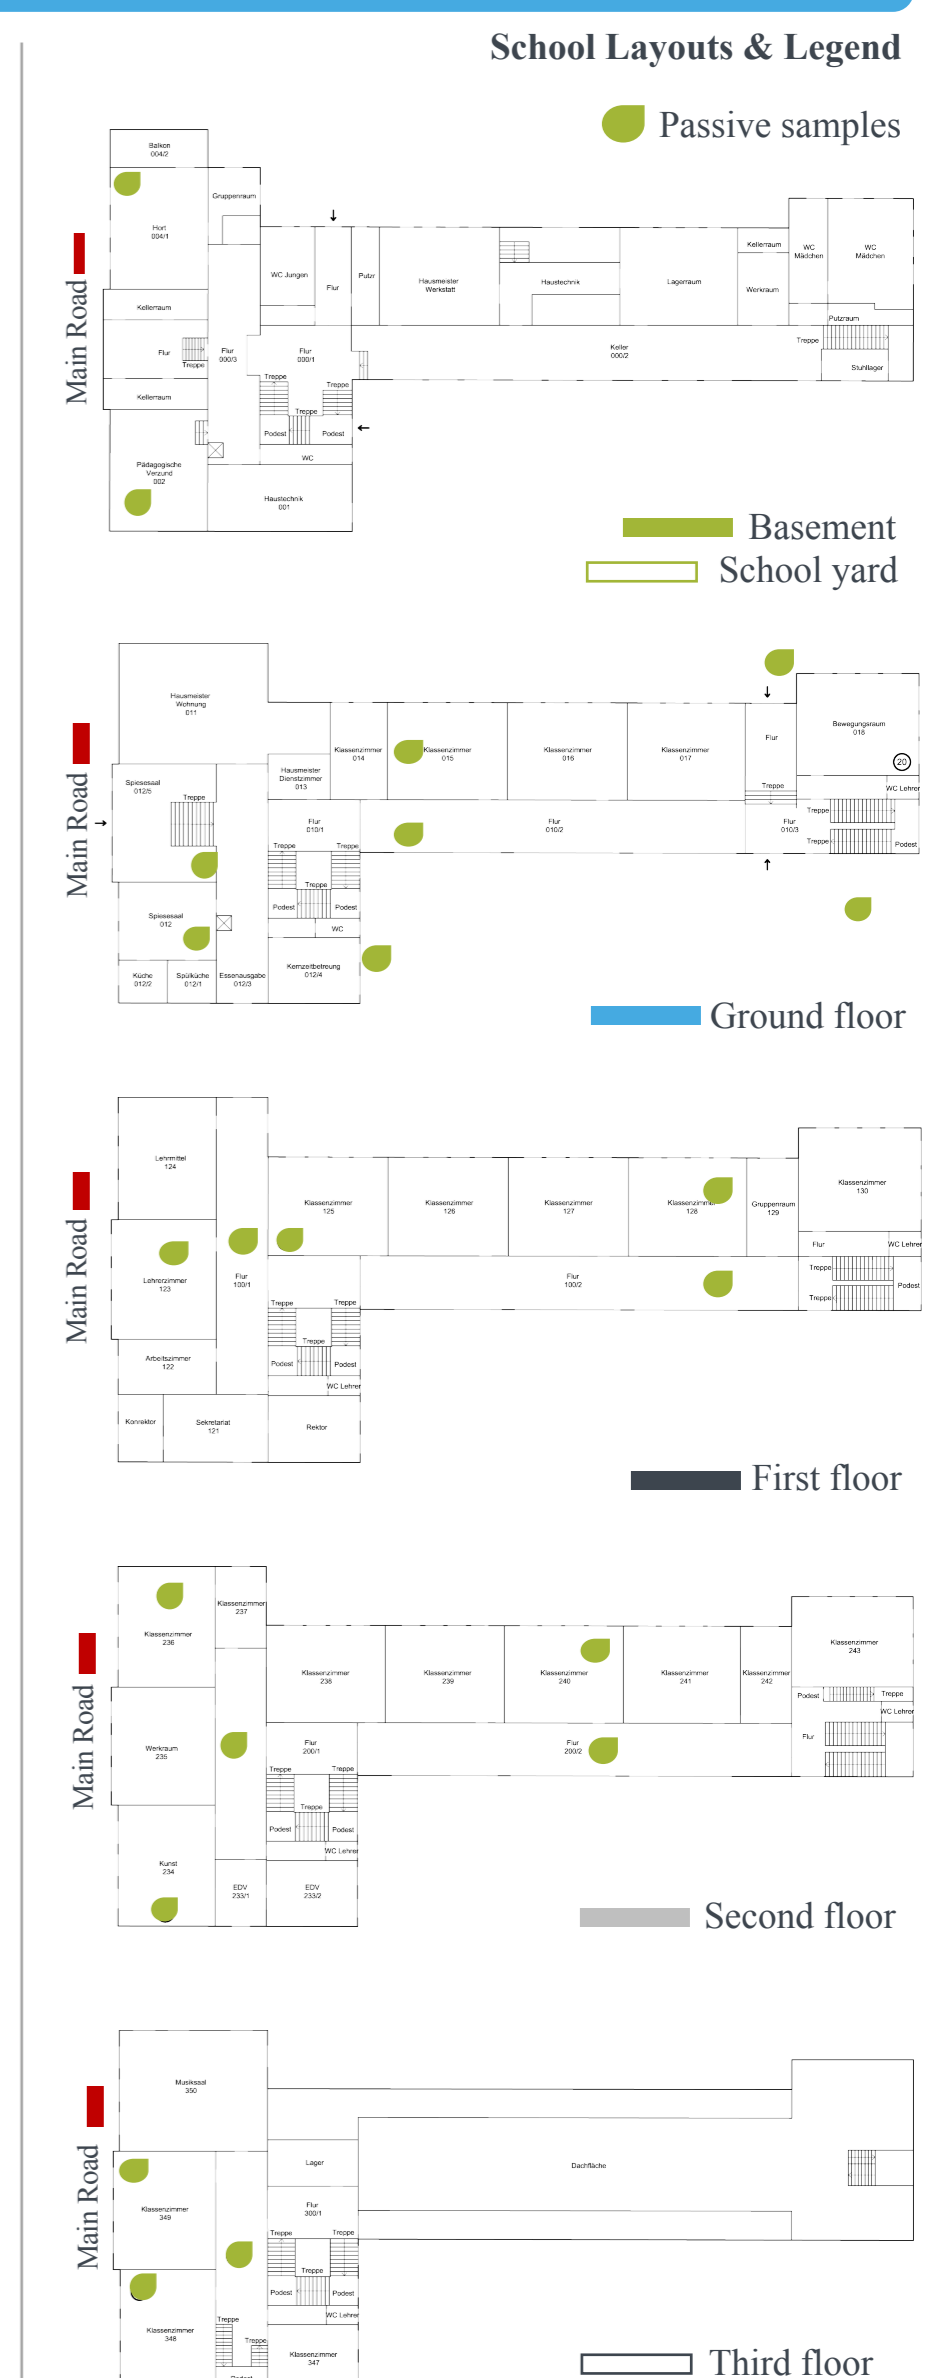 School Layouts & Legend
Passive samples
Balkon
004/2
Gruppenraum
Hort
004/1
Main Road
WC Jungen
Flur
Putzr
Hausmeister
Werkstatt
Haustechnik
Lagerraum
Kellerraum
Werkraum
WC
Mädchen
WC
Mädchen
Putzraum
Kellerraum
Flur
Treppe
Flur
000/3
Flur
000/1
Keller
000/2
Treppe
Stuhllager
Kellerraum
Treppe
Treppe
Treppe
Podest
Podest
WC
Pädagogische
Verzund
002
Haustechnik
001
Basement
School yard
Hausmeister
Wohnung
011
Main Road
Klassenzimmer
014
Klassenzimmer
015
Klassenzimmer
016
Klassenzimmer
017
Flur
Bewegungsraum
018
20
WC Lehrer
Hausmeister
Dienstzimmer
013
Spiesesaal
012/5
Treppe
Treppe
Flur
010/1
Flur
010/2
Flur
010/3
Treppe
Treppe
Podest
Treppe
Treppe
Treppe
Podest
Podest
WC
Spiesesaal
012
Küche
012/2
Spülküche
012/1
Essenausgabe
012/3
Kernzeitbetreung
012/4
Ground floor
Lehrmittel
124
Main Road
Klassenzimmer
125
Klassenzimmer
126
Klassenzimmer
127
Klassenzimmer
128
Gruppenraum
129
Klassenzimmer
130
Flur
WC Lehrer
Lehrerzimmer
123
Flur
100/1
Flur
100/2
Treppe
Treppe
Podest
Treppe
Treppe
Treppe
Podest
Podest
WC Lehrer
Arbeitszimmer
122
Konrektor
Sekretariat
121
Rektor
First floor
Klassenzimmer
236
Klassenzimmer
237
Main Road
Klassenzimmer
238
Klassenzimmer
239
Klassenzimmer
240
Klassenzimmer
241
Klassenzimmer
242
Klassenzimmer
243
Podest
Treppe
WC Lehrer
Flur
Werkraum
235
Flur
200/1
Flur
200/2
Treppe
Treppe
Treppe
Podest
Podest
WC Lehrer
Kunst
234
EDV
233/1
EDV
233/2
Second floor
Musiksaal
350
Main Road
Lager
Dachfläche
Klassenzimmer
349
Flur
300/1
Treppe
Treppe
Treppe
Podest
Podest
WC Lehrer
Klassenzimmer
348
Treppe
Treppe
Klassenzimmer
347
Third floor